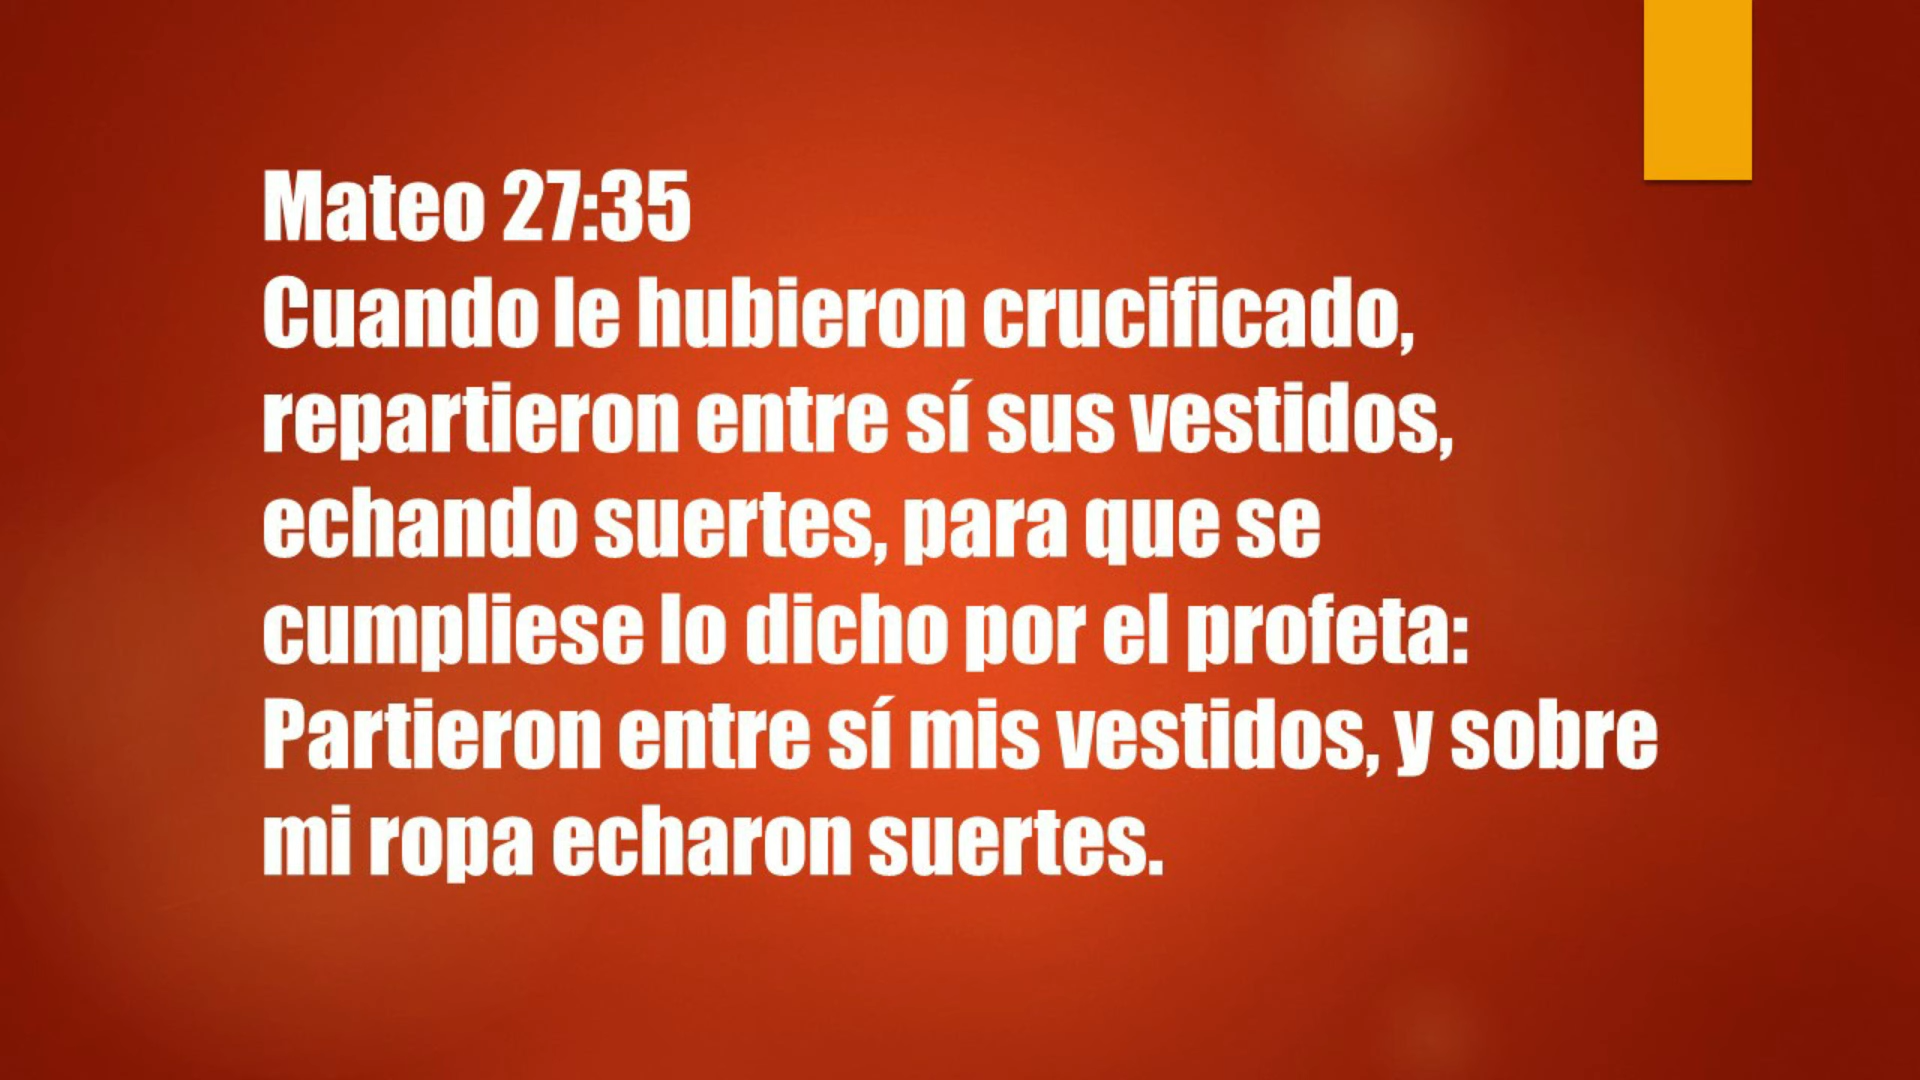 Mateo 27:35
Cuando le hubieron crucificado,
repartieron entre sí sus vestidos,
echando suertes, para que se
cumpliese lo dicho por el profeta:
Partieron entre sí mis vestidos, y sobre
mi ropa echaron suertes.